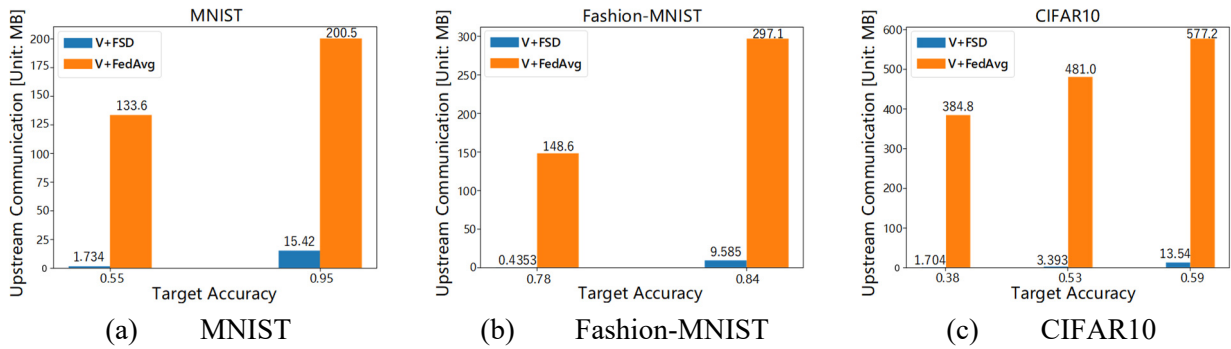 MNIST
Upstream Communication [Unit: MB]
200
175
150
125
100
75
50
25
0
V+FSD
V+FedAvg
1.734
133.6
15.42
200.5
0.55
0.95
Target Accuracy
(a) MNIST
Fashion-MNIST
Upstream Communication [Unit: MB]
300
250
200
150
100
50
0
V+FSD
V+FedAvg
0.4353
148.6
9.585
297.1
0.78
0.84
Target Accuracy
(b) Fashion-MNIST
CIFAR10
Upstream Communication [Unit: MB]
600
500
400
300
200
100
0
V+FSD
V+FedAvg
1.704
384.8
3.393
481.0
13.54
577.2
0.38
0.53
0.59
Target Accuracy
(c) CIFAR10